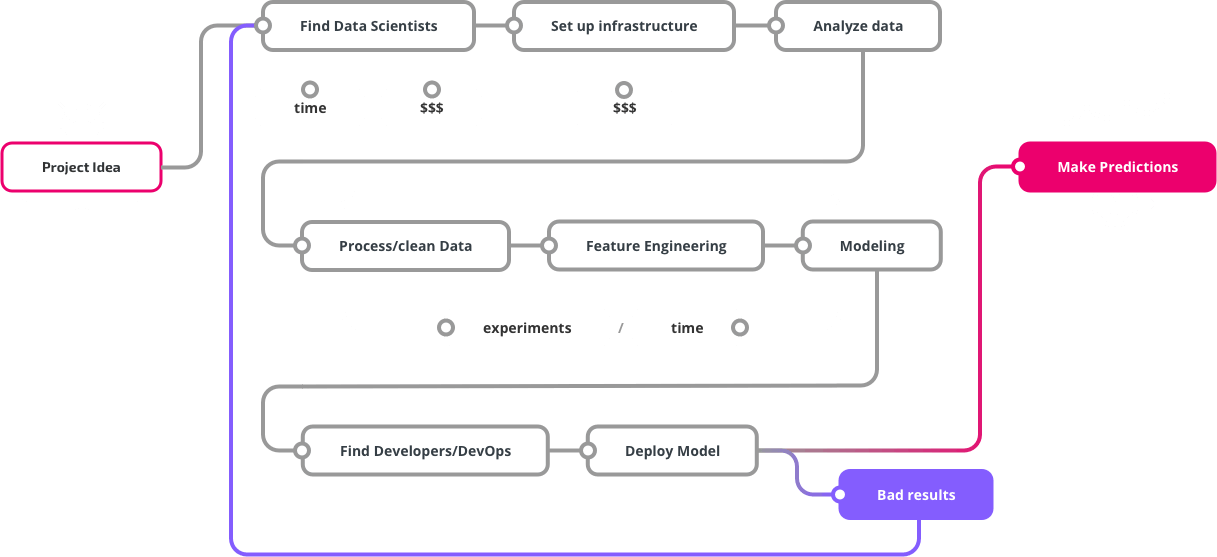 Find Data Scientists
Set up infrastructure
Analyze data
time
$$$
$$$
Project Idea
Make Predictions
Process/clean Data
Feature Engineering
Modeling
experiments / time
Find Developers/DevOps
Deploy Model
Bad results